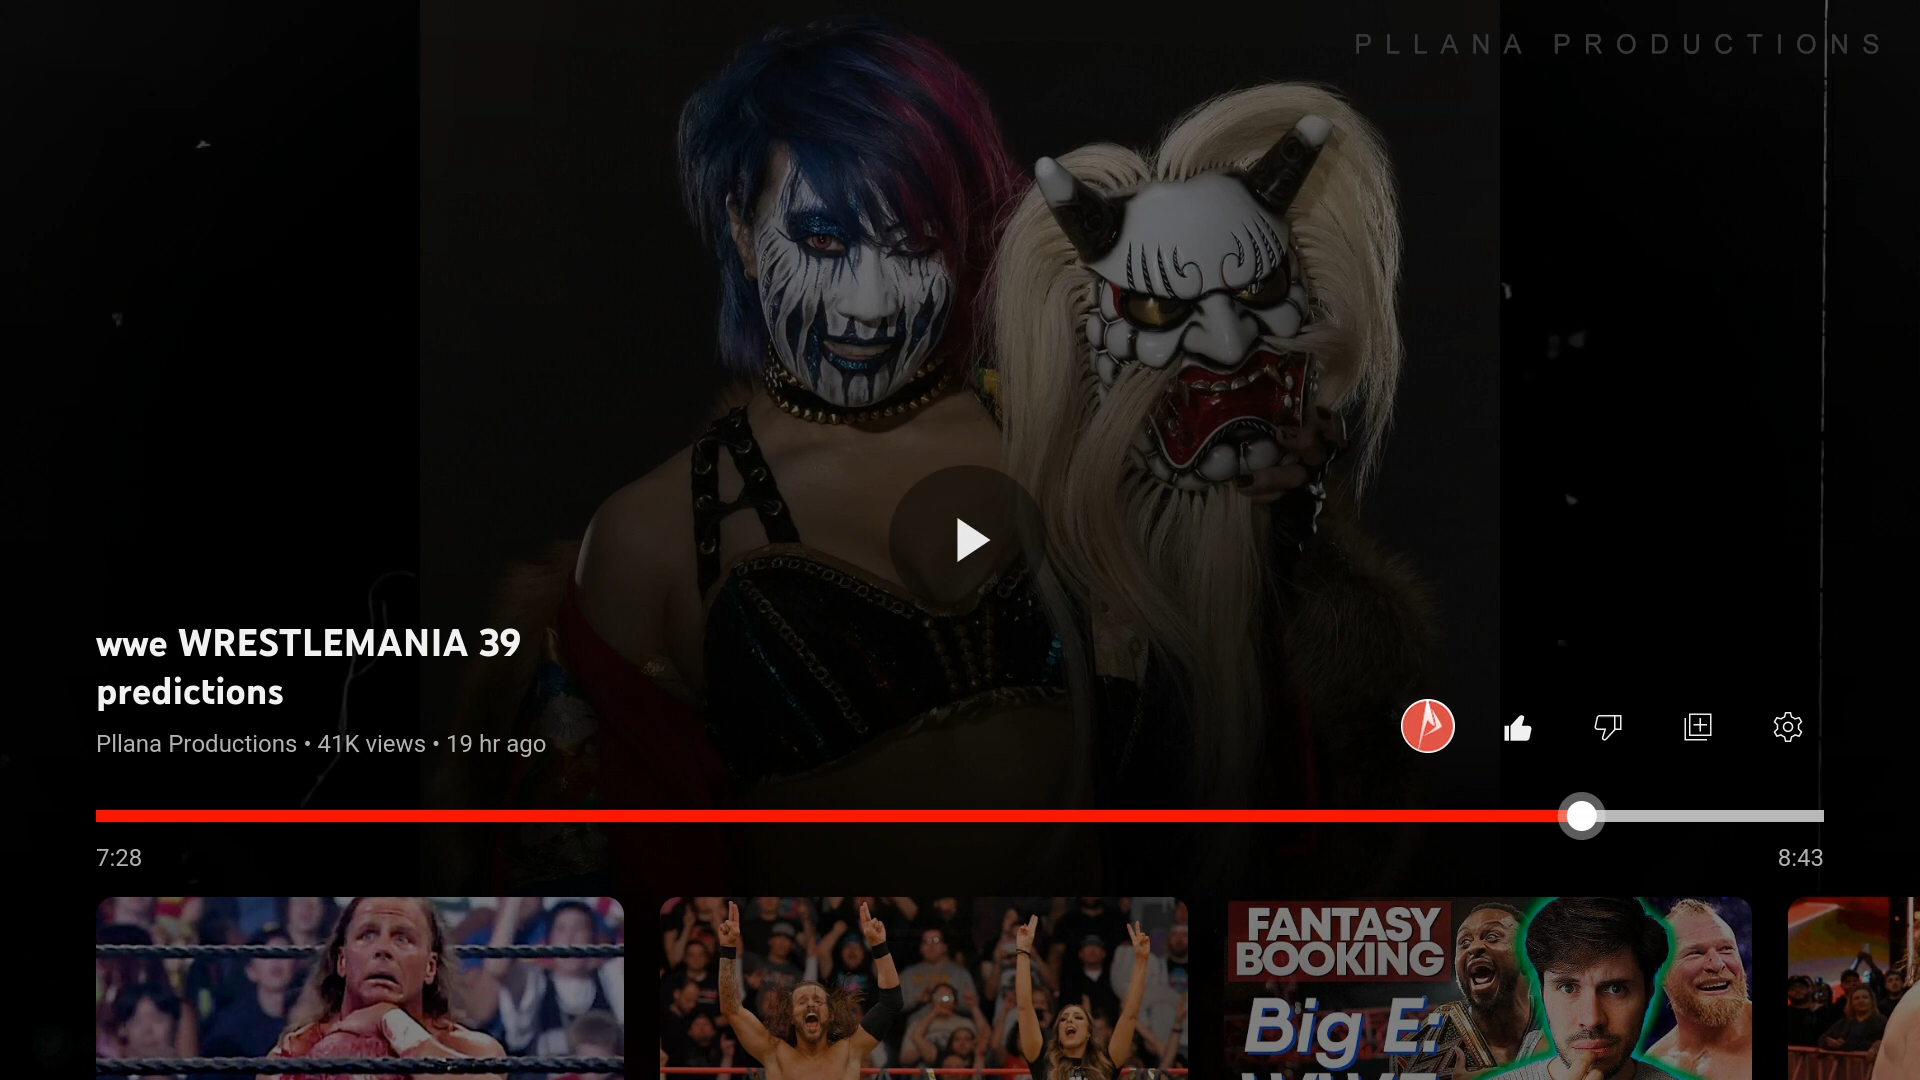 PLLANA PRODUCTIONS
wwe WRESTLEMANIA 39
predictions
Pllana Productions • 41K views • 19 hr ago
7:28
8:43
FANTASY
BOOKING
Big E: